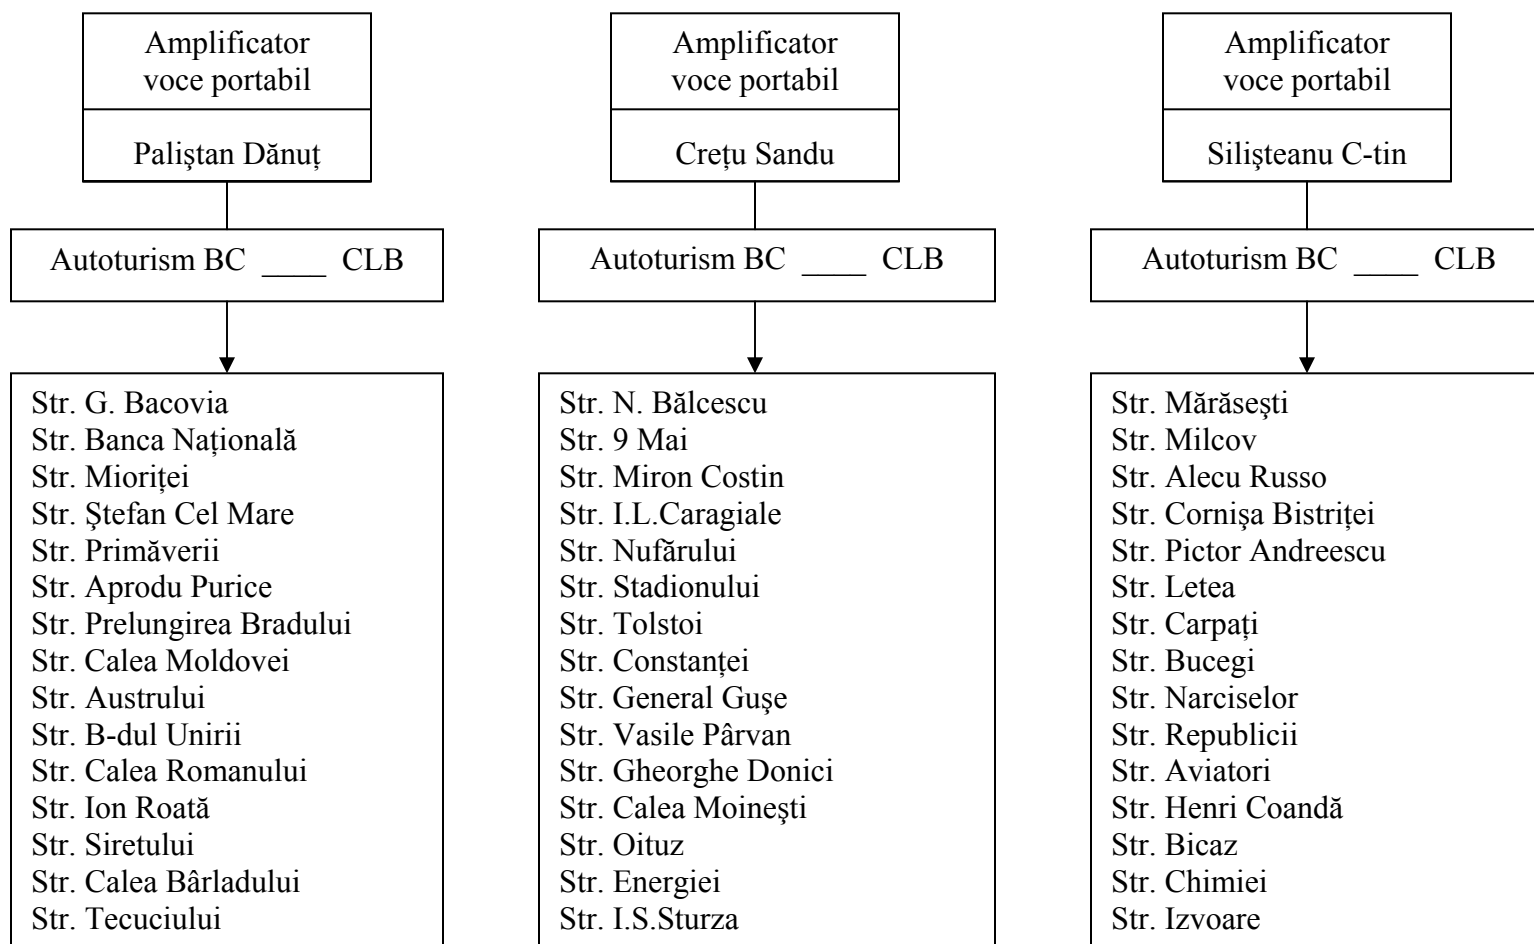 Amplificator
voce portabil
Paliştan Dănuț
Autoturism BC ____ CLB
Str. G. Bacovia
Str. Banca Națională
Str. Mioriței
Str. Ştefan Cel Mare
Str. Primăverii
Str. Aprodu Purice
Str. Prelungirea Bradului
Str. Calea Moldovei
Str. Austrului
Str. B-dul Unirii
Str. Calea Romanului
Str. Ion Roată
Str. Siretului
Str. Calea Bârladului
Str. Tecuciului
Amplificator
voce portabil
Crețu Sandu
Autoturism BC ____ CLB
Str. N. Bălcescu
Str. 9 Mai
Str. Miron Costin
Str. I.L.Caragiale
Str. Nufărului
Str. Stadionului
Str. Tolstoi
Str. Constanței
Str. General Guşe
Str. Vasile Pârvan
Str. Gheorghe Donici
Str. Calea Moineşti
Str. Oituz
Str. Energiei
Str. I.S.Sturza
Amplificator
voce portabil
Silişteanu C-tin
Autoturism BC ____ CLB
Str. Mărăseşti
Str. Milcov
Str. Alecu Russo
Str. Cornişa Bistriței
Str. Pictor Andreescu
Str. Letea
Str. Carpați
Str. Bucegi
Str. Narciselor
Str. Republicii
Str. Aviatori
Str. Henri Coandă
Str. Bicaz
Str. Chimiei
Str. Izvoare